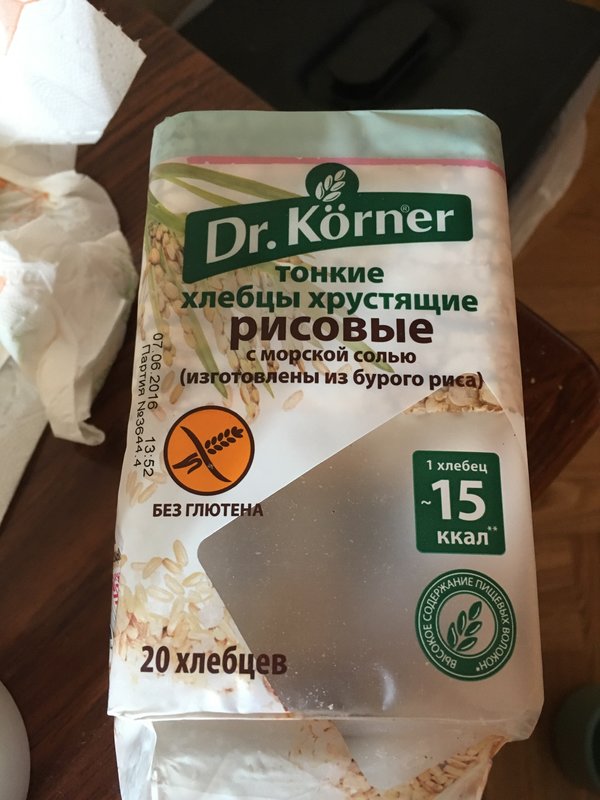 Dr. Körner®
тонкие
хлебцы хрустящие
рисовые
с морской солью
(изготовлены из бурого риса)
07.06.2016 13:52
Партия №3644.4
БЕЗ ГЛЮТЕНА
1 хлебец
~15
ккал**
ВЫСОКОЕ СОДЕРЖАНИЕ ПИЩЕВЫХ ВОЛОКОН*
20 хлебцев